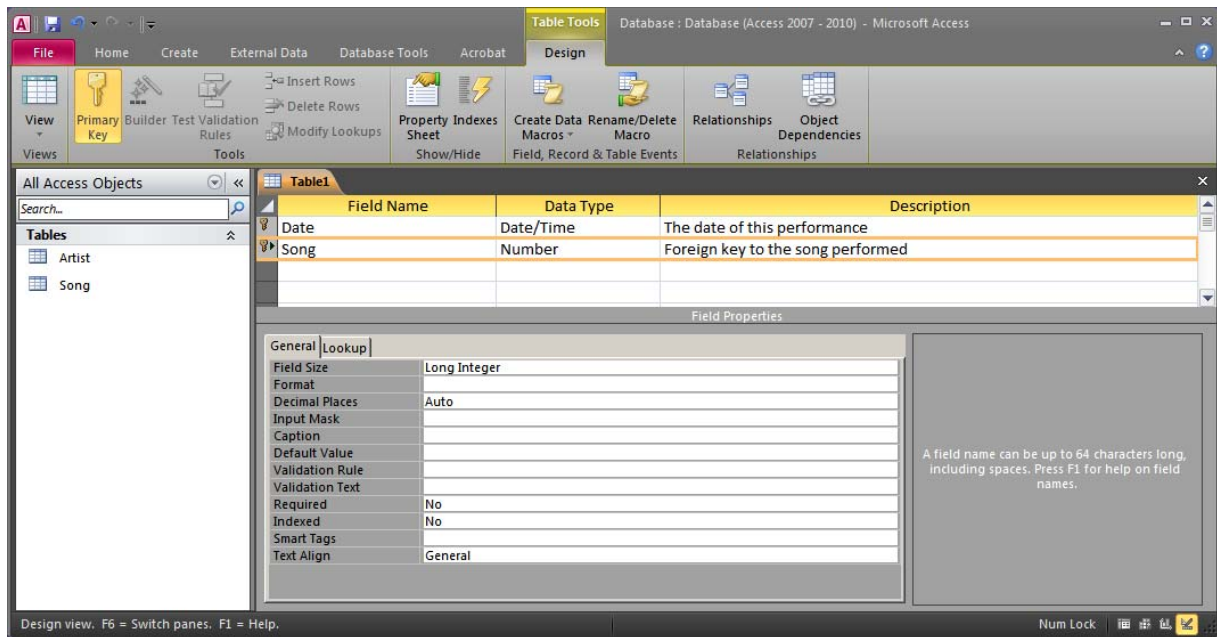 A
Table Tools
Database : Database (Access 2007 - 2010) - Microsoft Access
File Home Create External Data Database Tools Acrobat Design
View
Views
Primary
Key
Builder
Test Validation
Rules
Insert Rows
Delete Rows
Modify Lookups
Tools
Property
Sheet
Indexes
Show/Hide
Create Data
Macros
Rename/Delete
Macro
Field, Record & Table Events
Relationships
Object
Dependencies
Relationships
All Access Objects
Search...
Tables
Artist
Song
Table1
Field Name Data Type Description
Date Date/Time The date of this performance
Song Number Foreign key to the song performed
Field Properties
General Lookup
Field Size Long Integer
Format
Decimal Places Auto
Input Mask
Caption
Default Value
Validation Rule
Validation Text
Required No
Indexed No
Smart Tags
Text Align General
A field name can be up to 64 characters long,
including spaces. Press F1 for help on field
names.
Design view. F6 = Switch panes. F1 = Help.
Num Lock